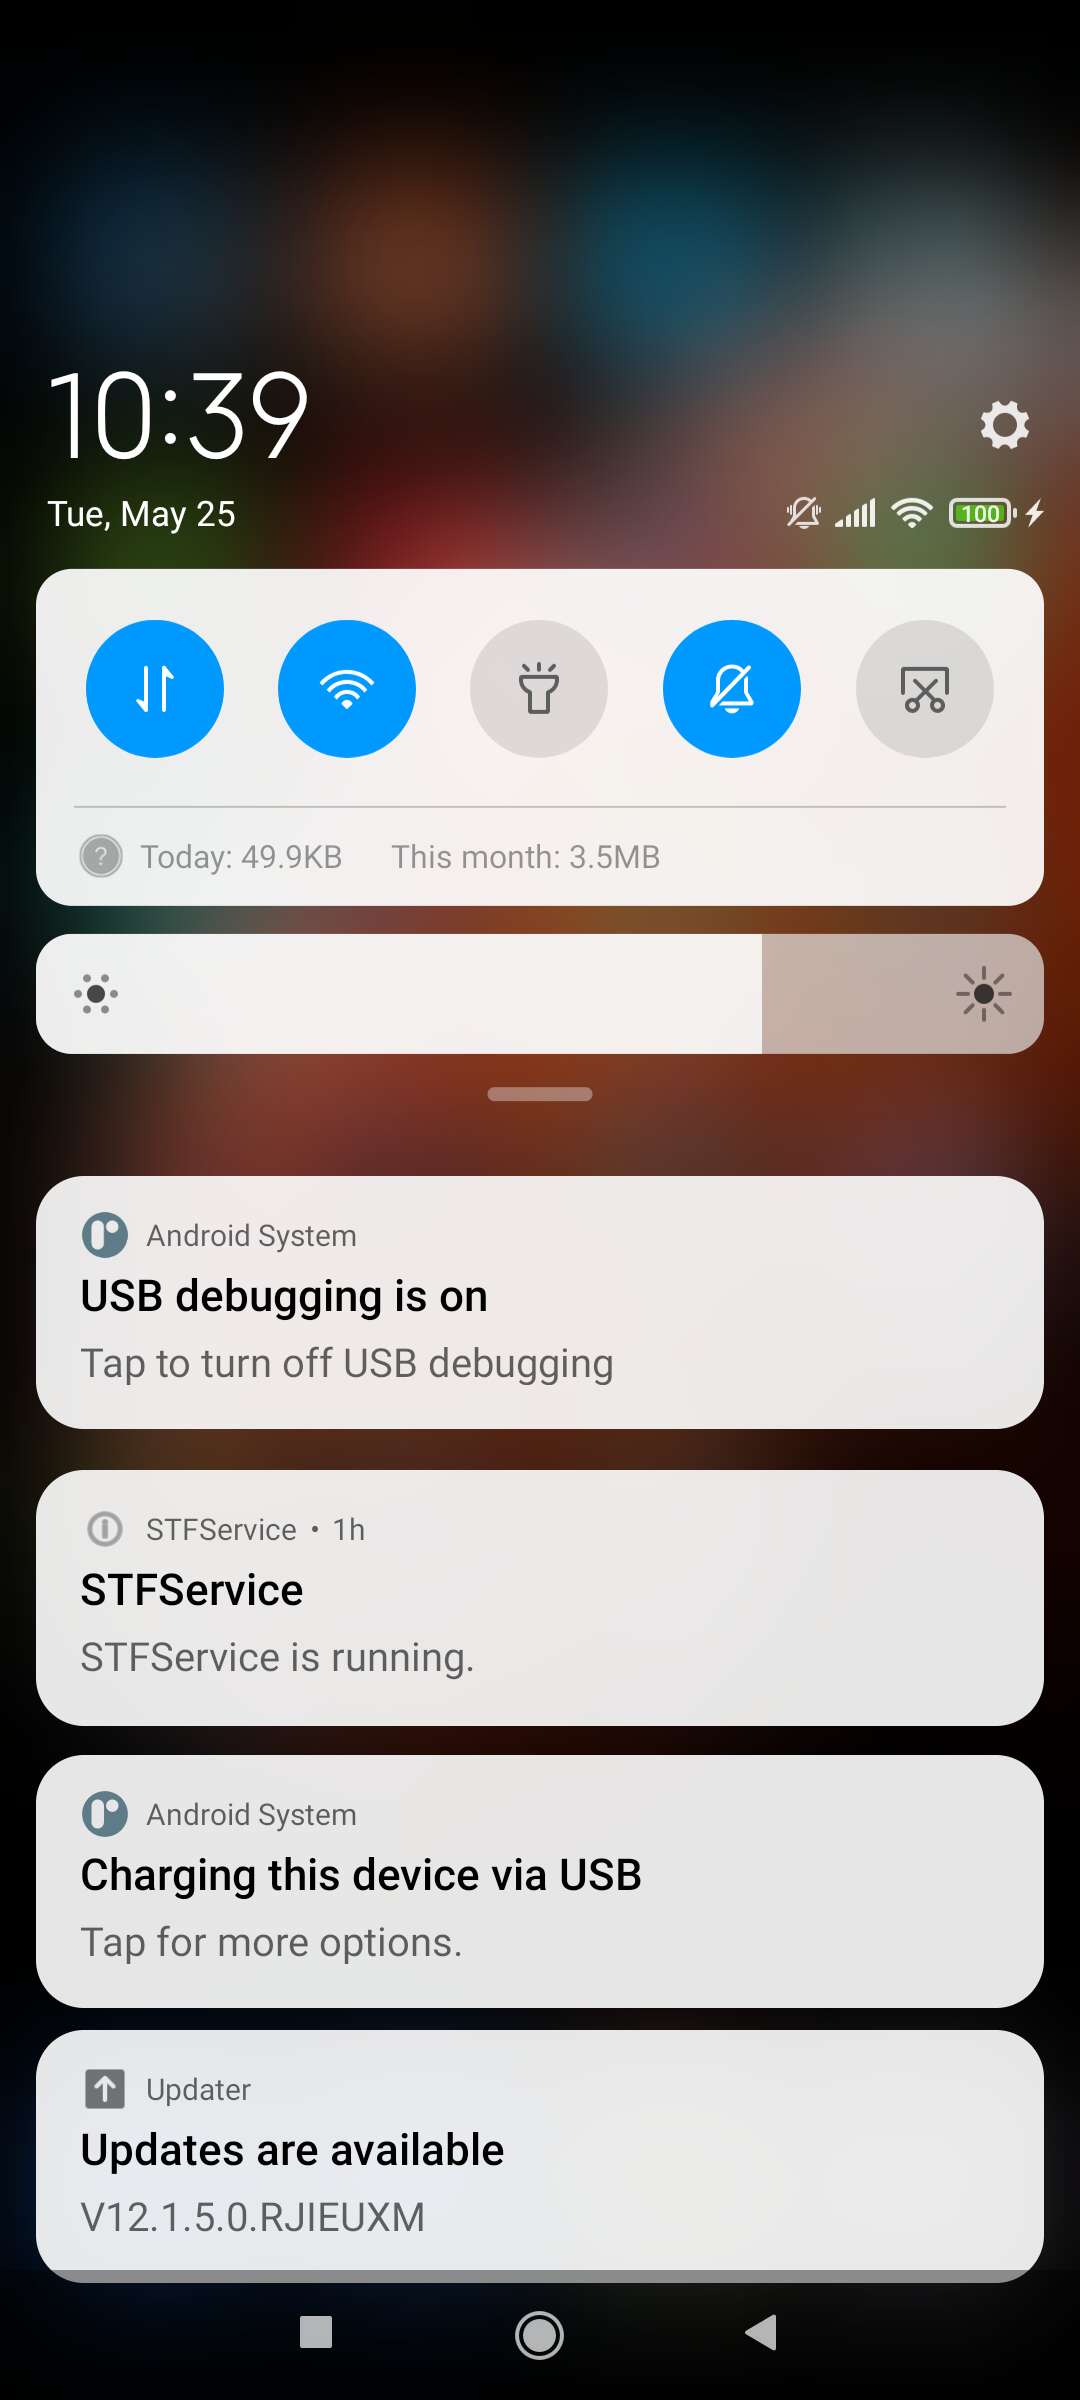 10:39
Tue, May 25
100
Today: 49.9KB This month: 3.5MB
Android System
USB debugging is on
Tap to turn off USB debugging
STFService • 1h
STFService
STFService is running.
Android System
Charging this device via USB
Tap for more options.
Updater
Updates are available
V12.1.5.0.RJIEUXM